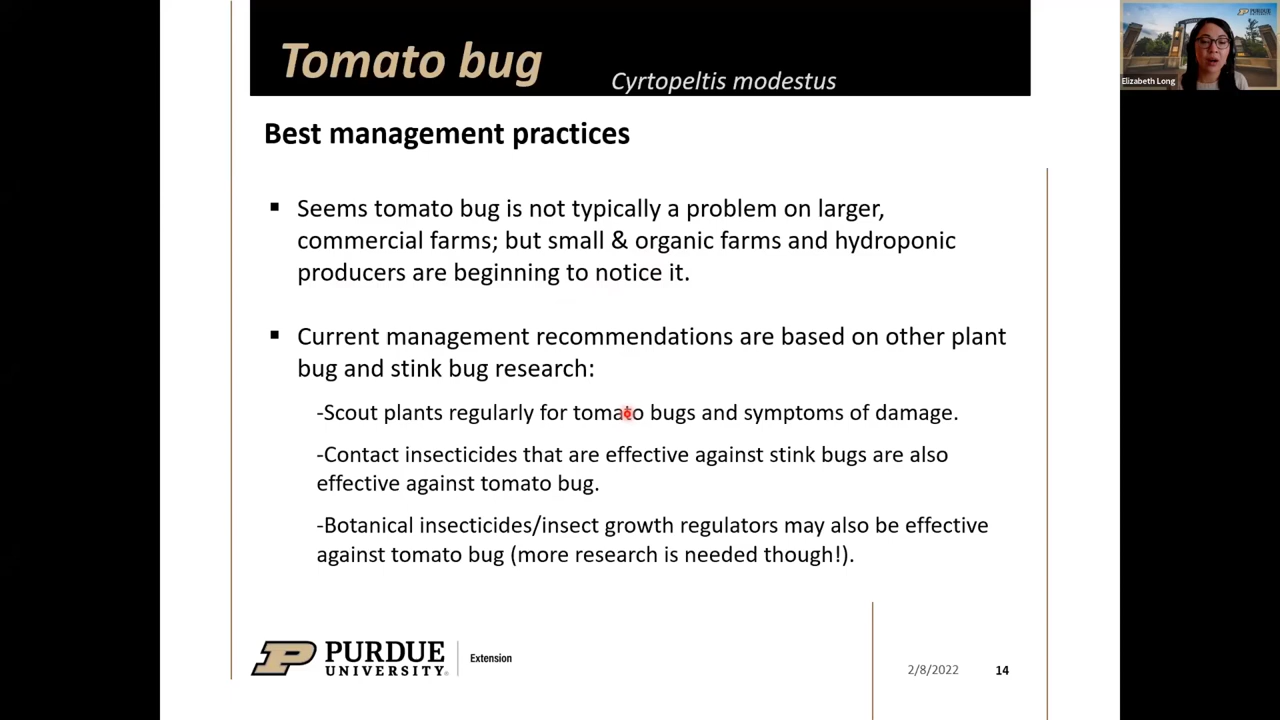 Tomato bug
Cyrtopeltis modestus
PURDUE
UNIVERSITY
Elizabeth Long
Best management practices
▪ Seems tomato bug is not typically a problem on larger,
commercial farms; but small & organic farms and hydroponic
producers are beginning to notice it.
▪ Current management recommendations are based on other plant
bug and stink bug research:
-Scout plants regularly for tomato bugs and symptoms of damage.
-Contact insecticides that are effective against stink bugs are also
effective against tomato bug.
-Botanical insecticides/insect growth regulators may also be effective
against tomato bug (more research is needed though!).
PURDUE
UNIVERSITY
Extension
2/8/2022
14